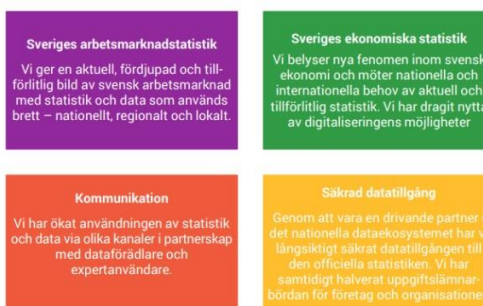 Sveriges arbetsmarknadstatistik
Vi ger en aktuell, fördjupad och till-
förlitlig bild av svensk arbetsmarknad
med statistik och data som används
brett – nationellt, regionalt och lokalt.
Sveriges ekonomiska statistik
Vi belyser nya fenomen inom svensk
ekonomi och möter nationella och
internationella behov av aktuell och
tillförlitlig statistik. Vi har dragit nytta
av digitaliseringens möjligheter
Kommunikation
Vi har ökat användningen av statistik
och data via olika kanaler i partnerskap
med dataförädlare och
expertanvändare.
Säkrad datatillgång
Genom att vara en drivande partner
det nationella dataekosystemet har
långsiktigt säkrat datatillgången till
den officiella statistiken. Vi har
samtidigt halverat uppgiftslämnar-
bördan för företag och